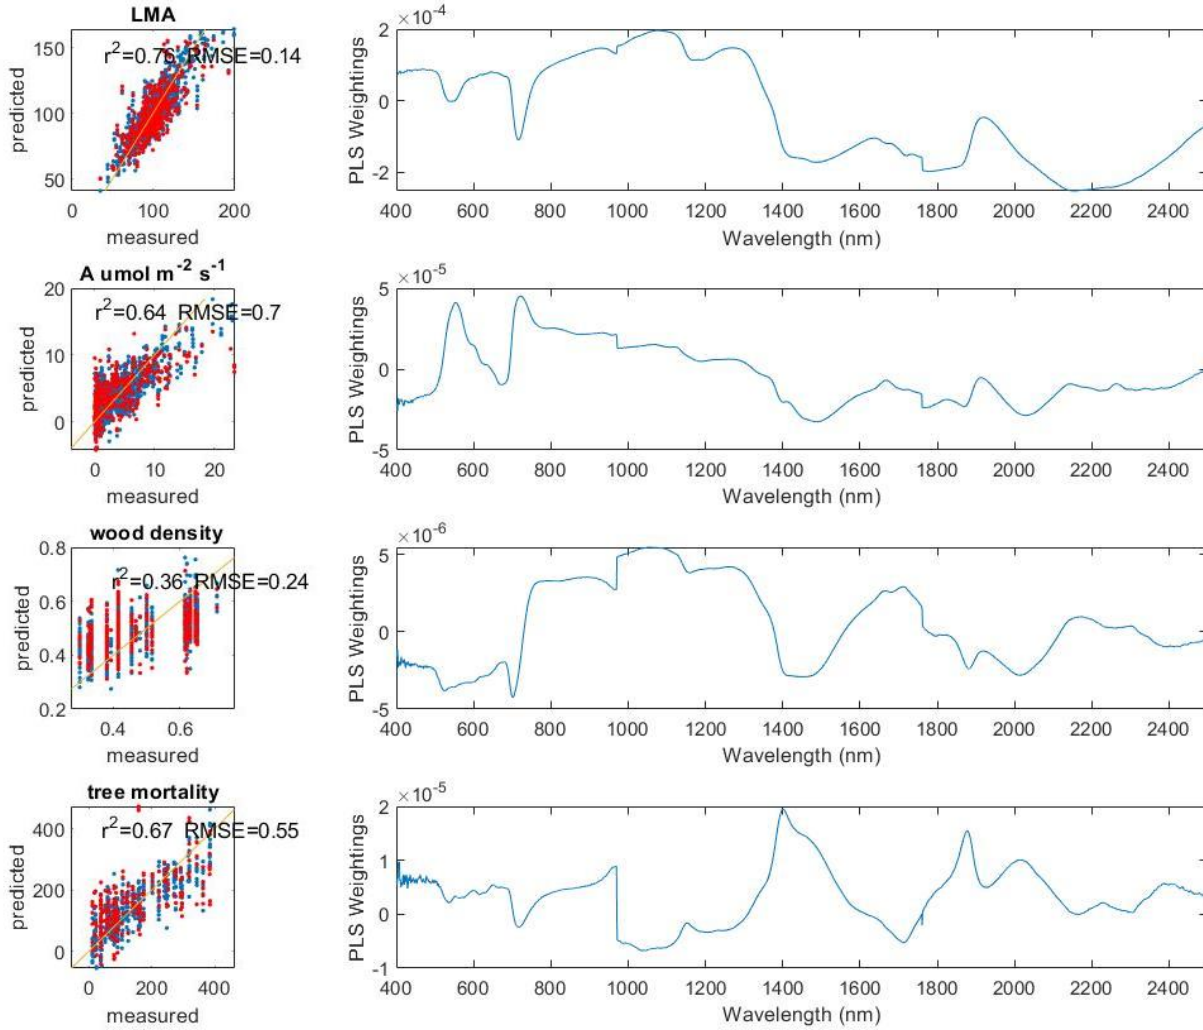 LMA
r²=0.76 RMSE=0.14
predicted
150
100
50
0 100 200
measured
×10⁻⁴
PLS Weightings
2
0
-2
400 600 800 1000 1200 1400 1600 1800 2000 2200 2400
Wavelength (nm)
A umol m⁻² s⁻¹
r²=0.64 RMSE=0.7
predicted
20
10
0
0 10 20
measured
×10⁻⁵
PLS Weightings
5
0
-5
400 600 800 1000 1200 1400 1600 1800 2000 2200 2400
Wavelength (nm)
wood density
r²=0.36 RMSE=0.24
predicted
0.8
0.6
0.4
0.2
0.4 0.6
measured
×10⁻⁶
PLS Weightings
5
0
-5
400 600 800 1000 1200 1400 1600 1800 2000 2200 2400
Wavelength (nm)
tree mortality
r²=0.67 RMSE=0.55
predicted
400
200
0
0 200 400
measured
×10⁻⁵
PLS Weightings
2
1
0
-1
400 600 800 1000 1200 1400 1600 1800 2000 2200 2400
Wavelength (nm)